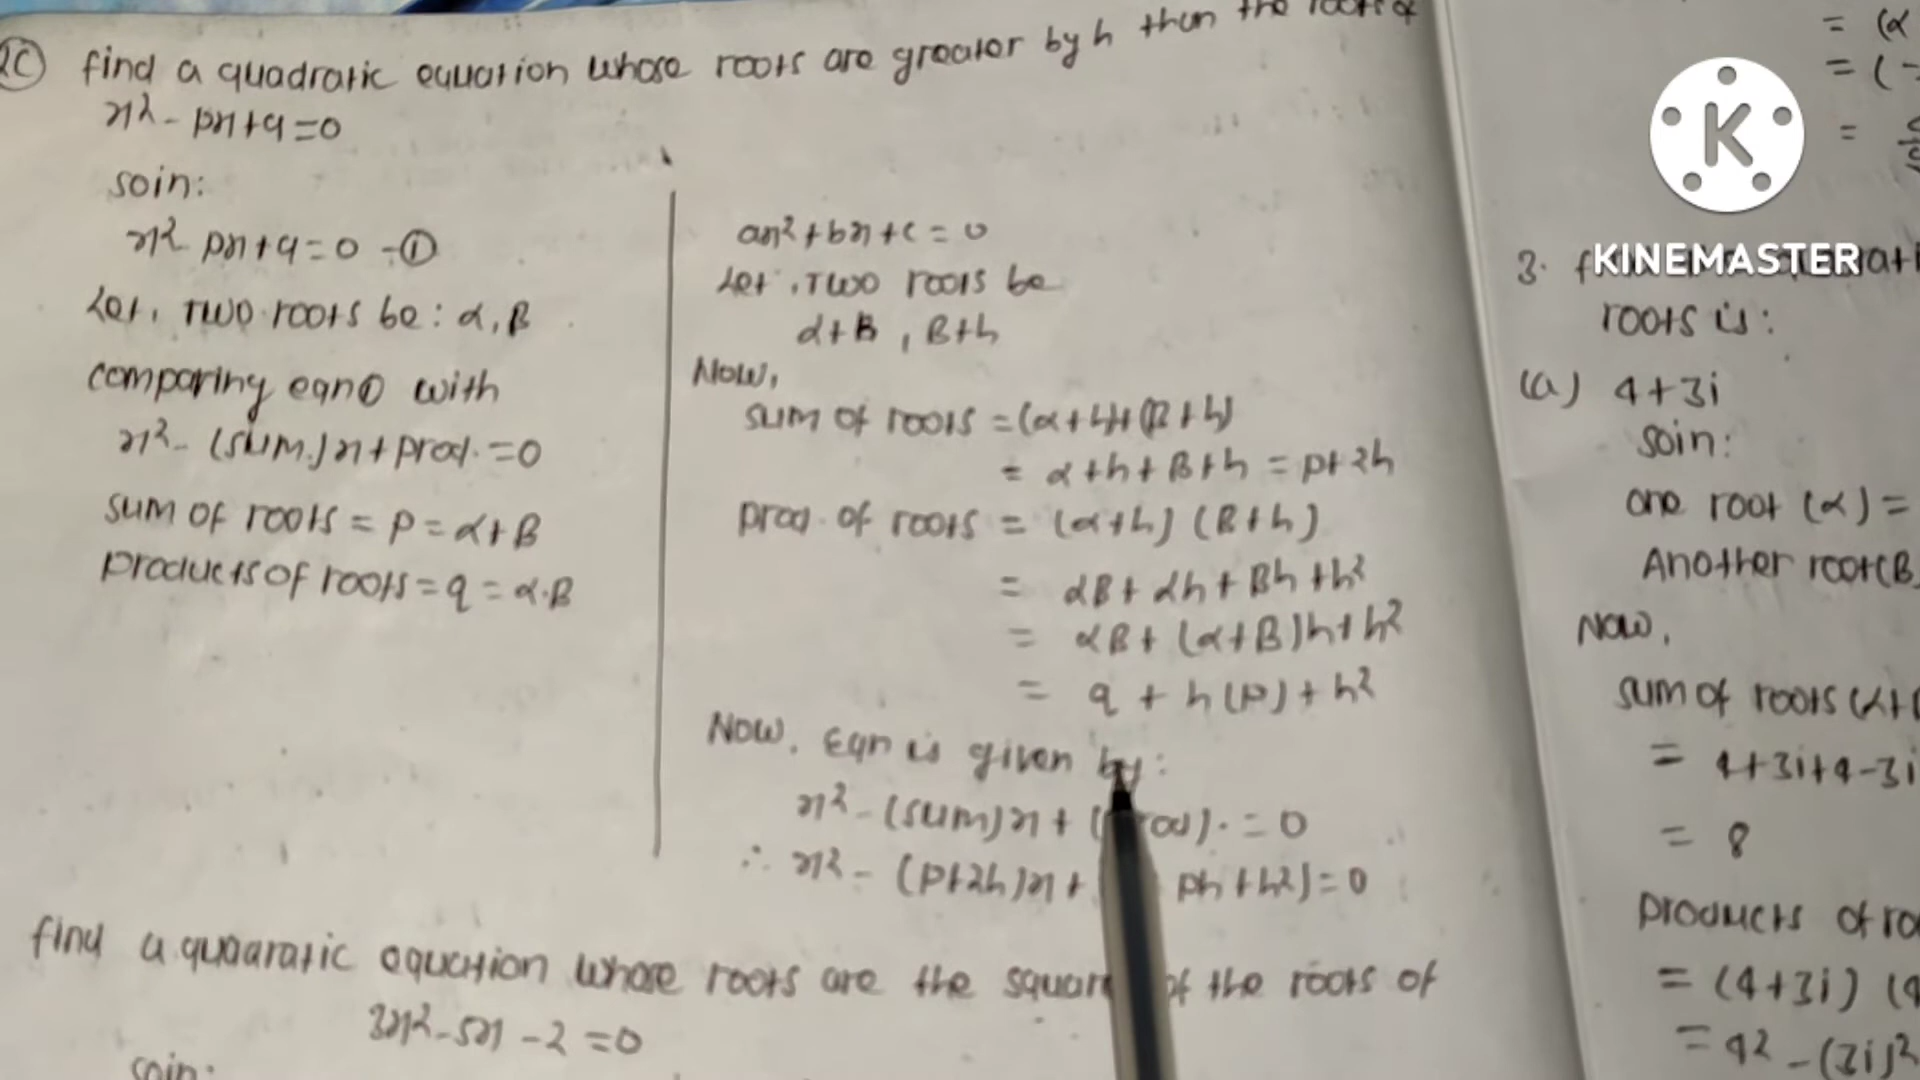 2C) find a quadratic equation whose roots are greater by h than the roots of
x² - px + q = 0
soln:
x² px + q = 0 - ①
Let, Two roots be : α, β
comparing eqn① with
x² - (sum.)x + prod. = 0
sum of roots = p = α + β
products of roots = q = α.β
ax² + bx + c = 0
Let, Two roots be
α + β , β + h
Now,
sum of roots = (α + h) + (β + h)
= α + h + β + h = p + 2h
prod. of roots = (α + h) (β + h)
= αβ + αh + βh + h²
= αβ + (α + β)h + h²
= q + h(p) + h²
Now, Eqn is given by:
x² - (sum)x + (prod). = 0
∴ x² - (p + 2h)x + ph + h²) = 0
find a quadratic equation whose roots are the square of the roots of
3x² - 5x - 2 = 0
soln:
= (α
= (-
=
K
KINEMASTER
3.
roots is:
(a) 4 + 3i
soln:
one root (α) =
Another root (β
Now,
sum of roots (α +
= 4 + 3i + 4 - 3i
= 8
products of ro
= (4 + 3i) (4
= 4² - (3i)²